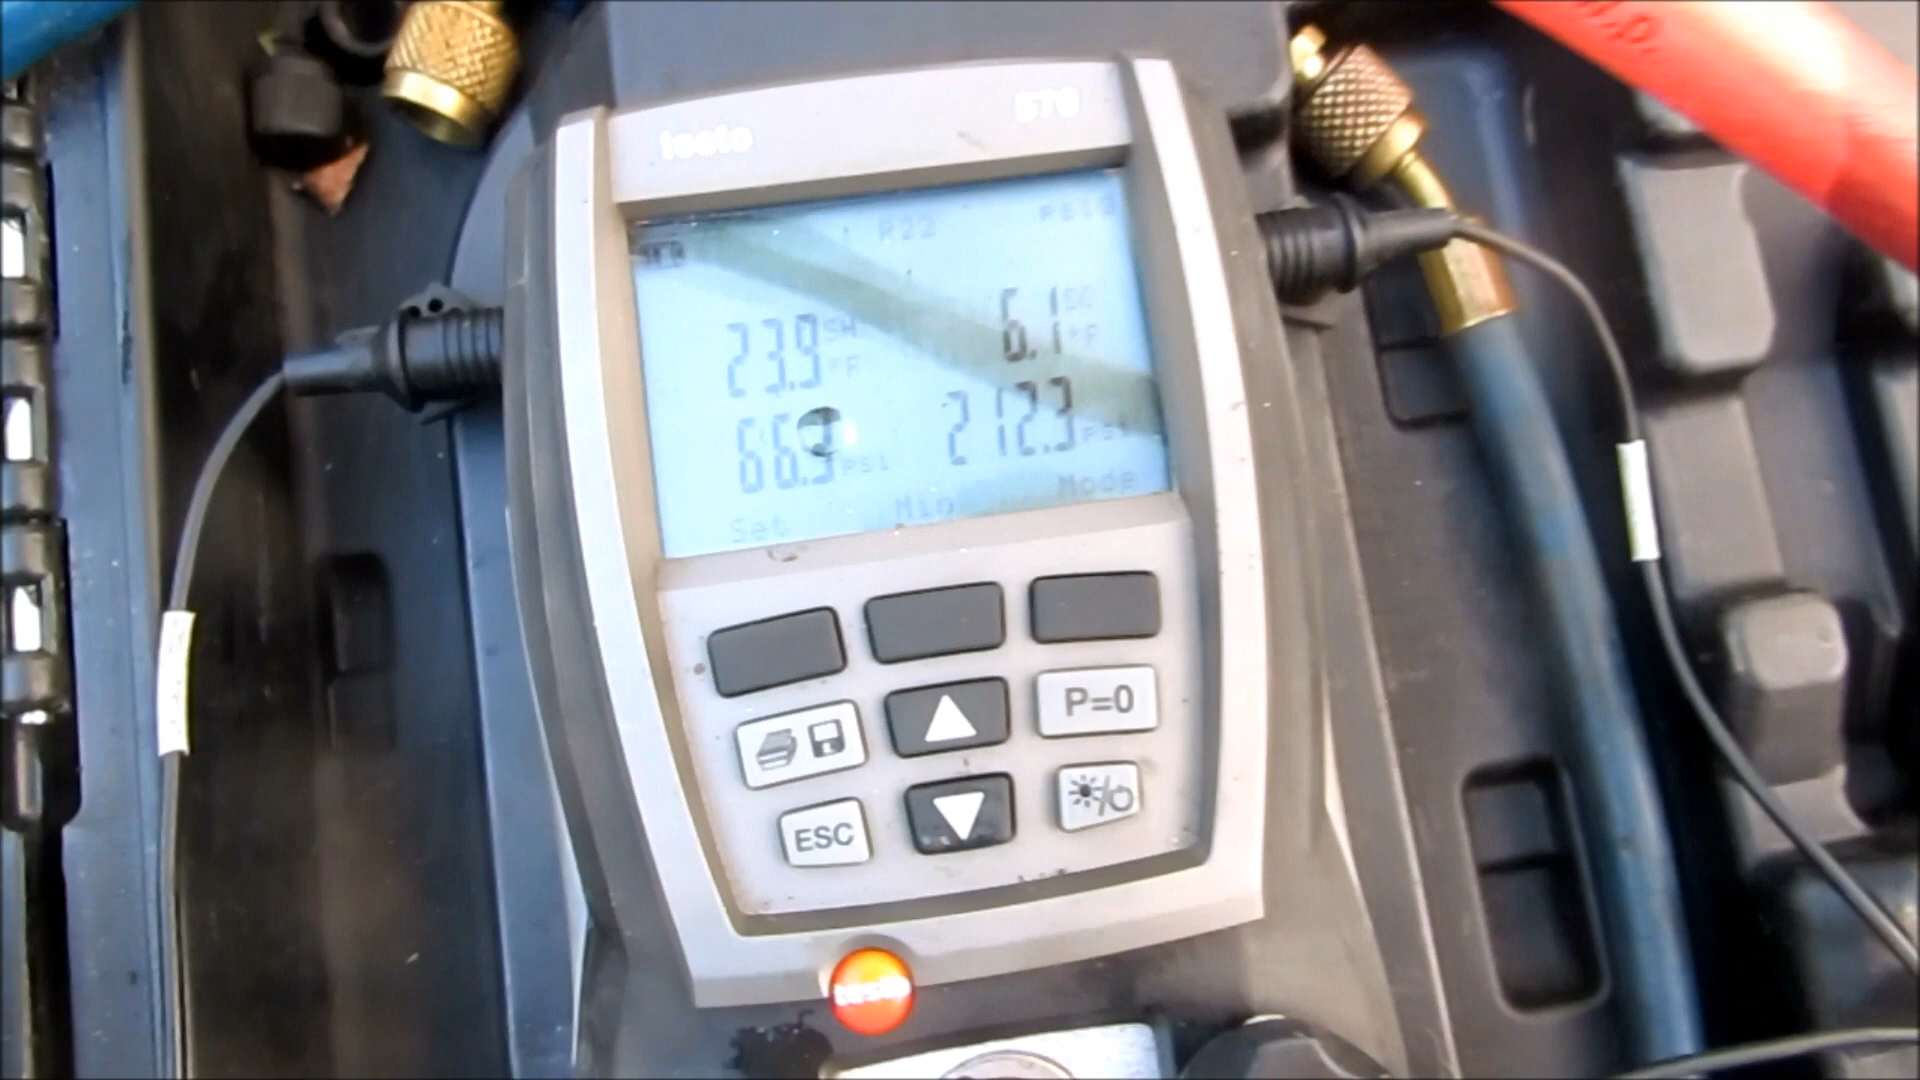 testo 570
R22 psig
23.9 SH °F 6.1 SC °F
66.9 PSI 212.3 PSI
Set Min Mode
P=0
ESC
testo